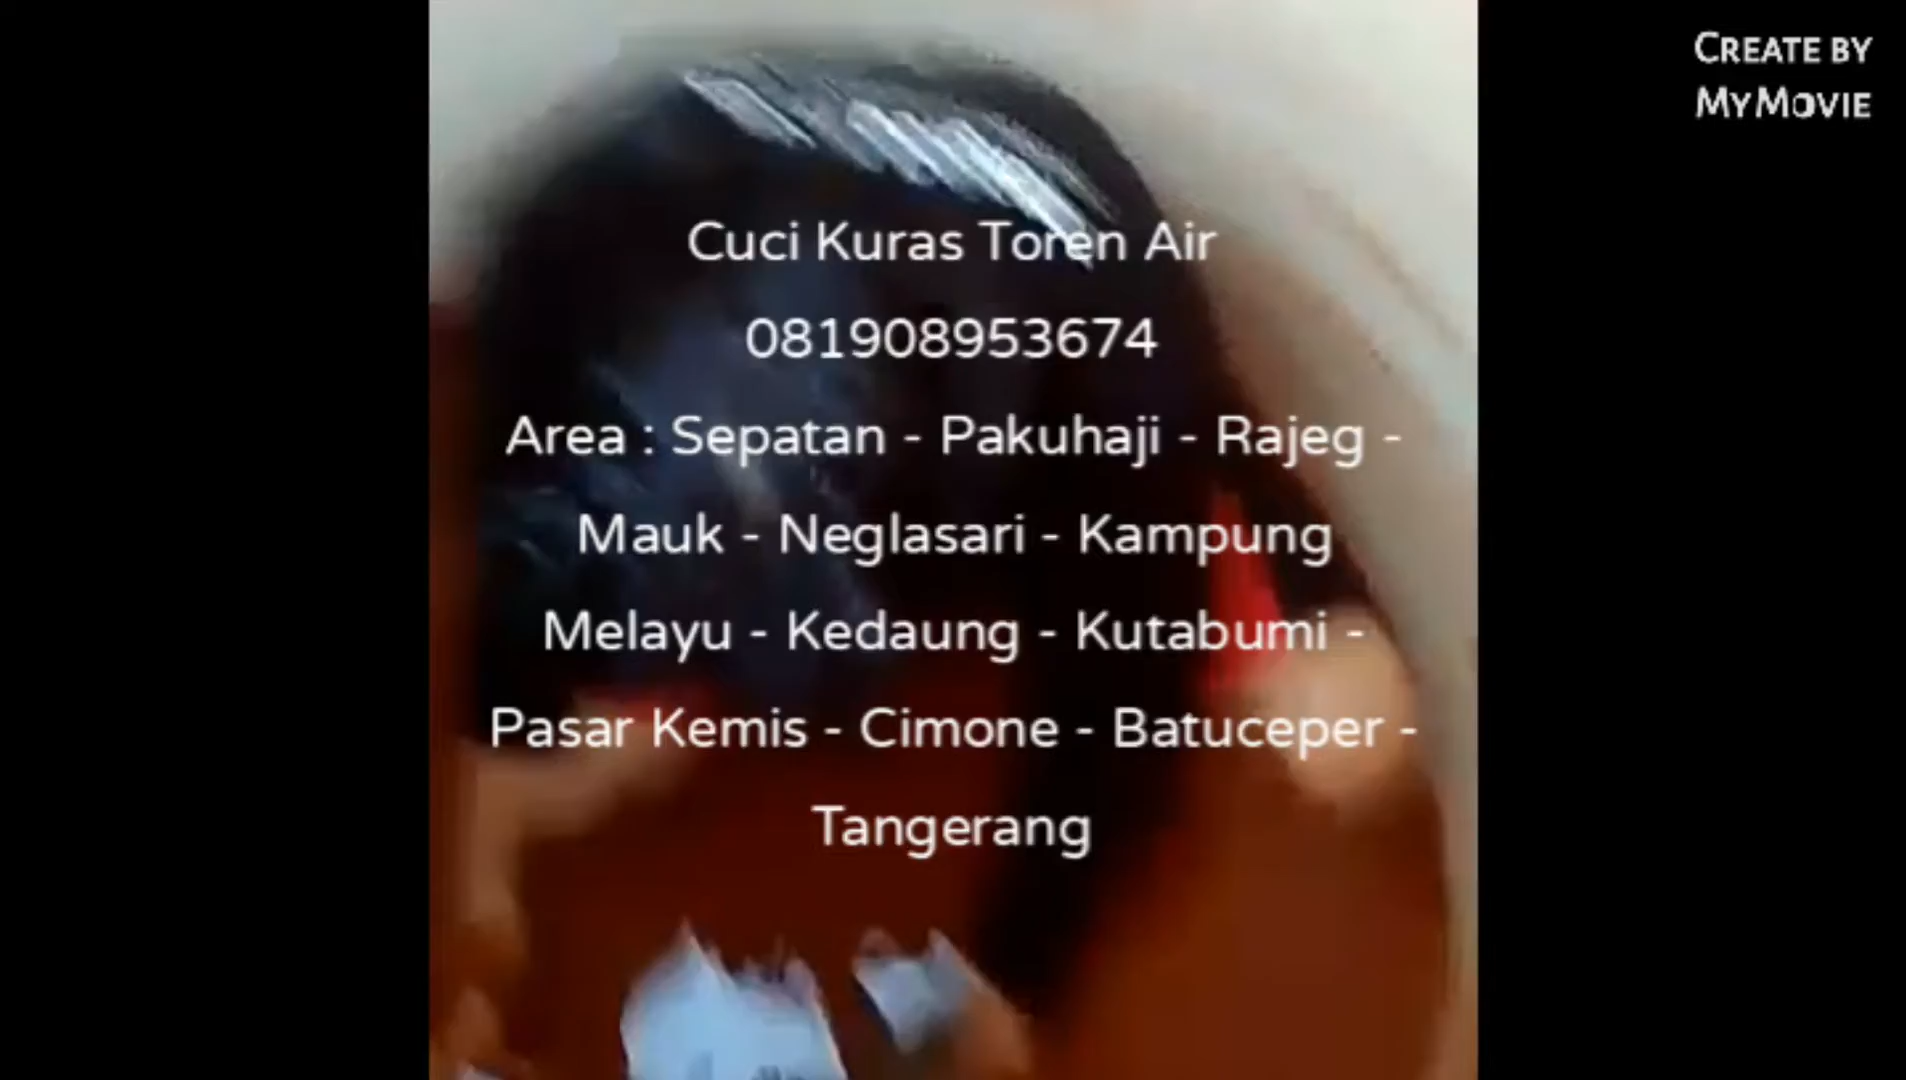 CREATE BY
MYMOVIE
Cuci Kuras Toren Air
081908953674
Area : Sepatan - Pakuhaji - Rajeg -
Mauk - Neglasari - Kampung
Melayu - Kedaung - Kutabumi -
Pasar Kemis - Cimone - Batuceper -
Tangerang